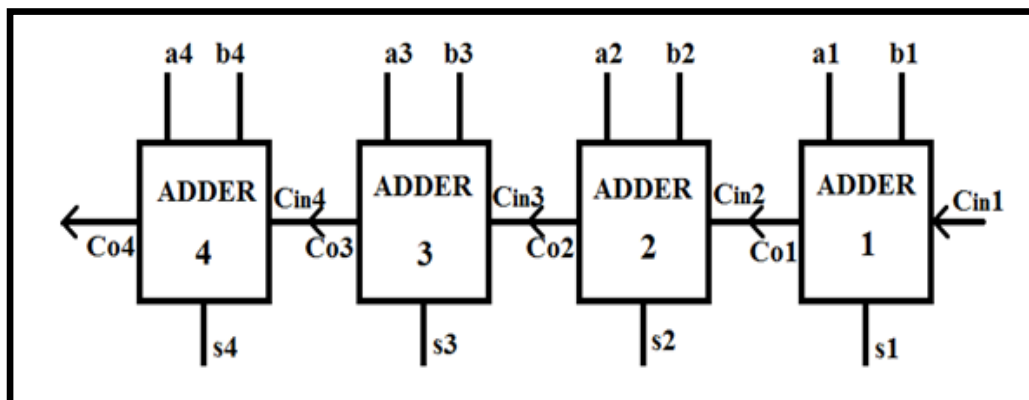 a4 b4 a3 b3 a2 b2 a1 b1
ADDER ADDER ADDER ADDER
Cin4 Cin3 Cin2 Cin1
Co4 4 Co3 3 Co2 2 Co1 1
s4 s3 s2 s1